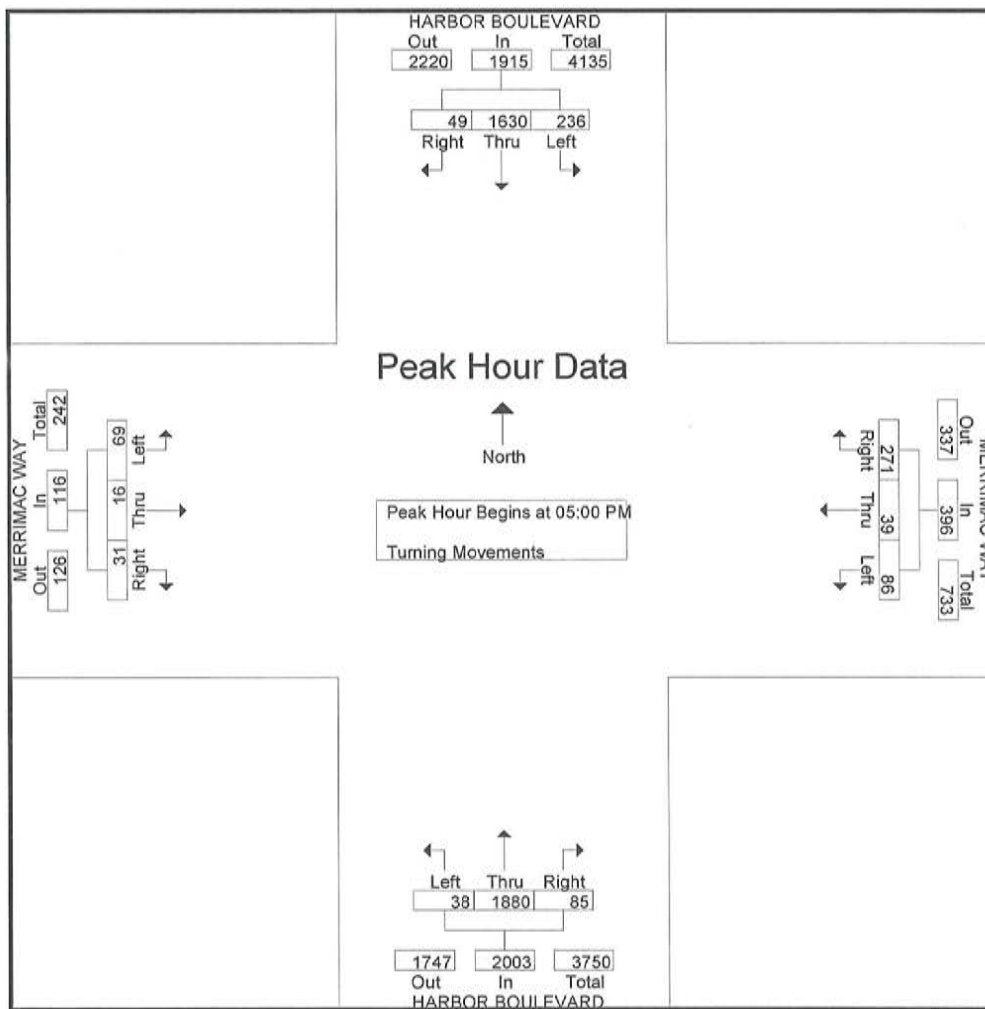 HARBOR BOULEVARD
Out In Total
2220 1915 4135
49 1630 236
Right Thru Left
Peak Hour Data
North
Peak Hour Begins at 05:00 PM
Turning Movements
MERRIMAC WAY
Out In Total
126 116 242
31 16 69
Right Thru Left
MERRIMAC WAY
Out In Total
337 396 733
271 39 86
Right Thru Left
Left Thru Right
38 1880 85
1747 2003 3750
Out In Total
HARBOR BOULEVARD